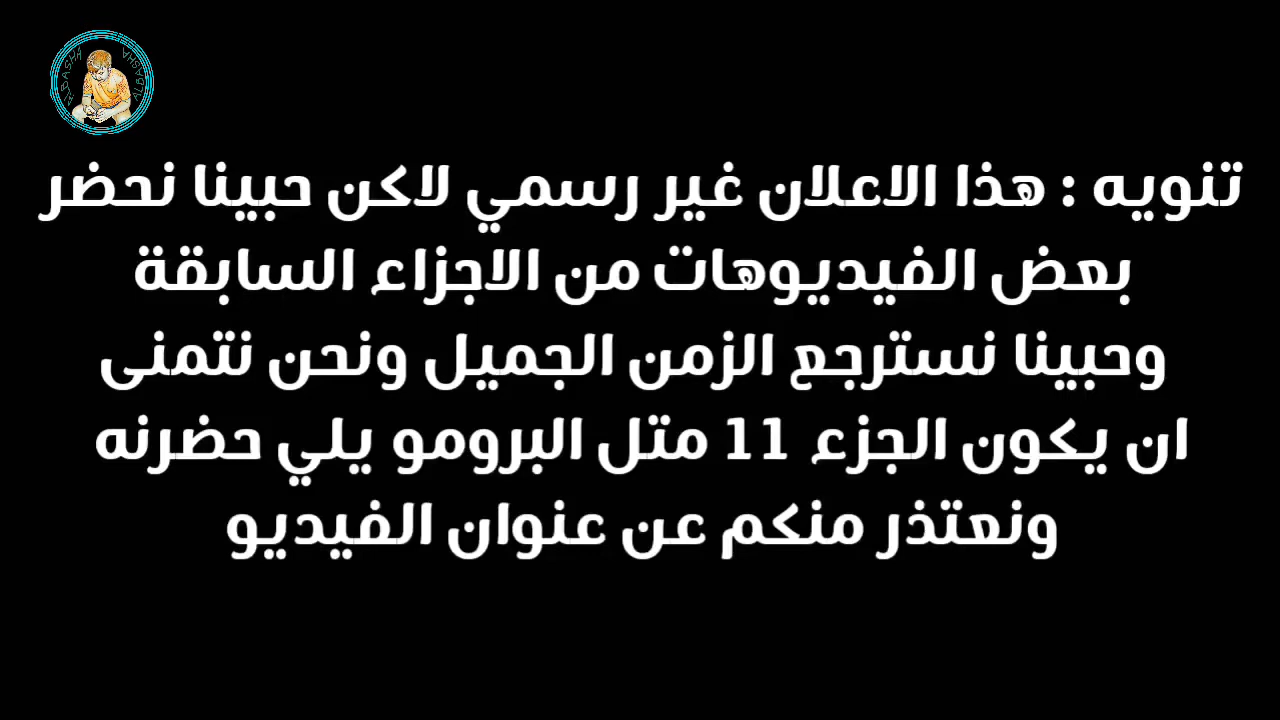 تنويه : هذا الاعلان غير رسمي لاكن حبينا نحضر
بعض الفيديوهات من الاجزاء السابقة
وحبينا نسترجع الزمن الجميل ونحن نتمنى
ان يكون الجزء 11 متل البرومو يلي حضرنه
ونعتذر منكم عن عنوان الفيديو